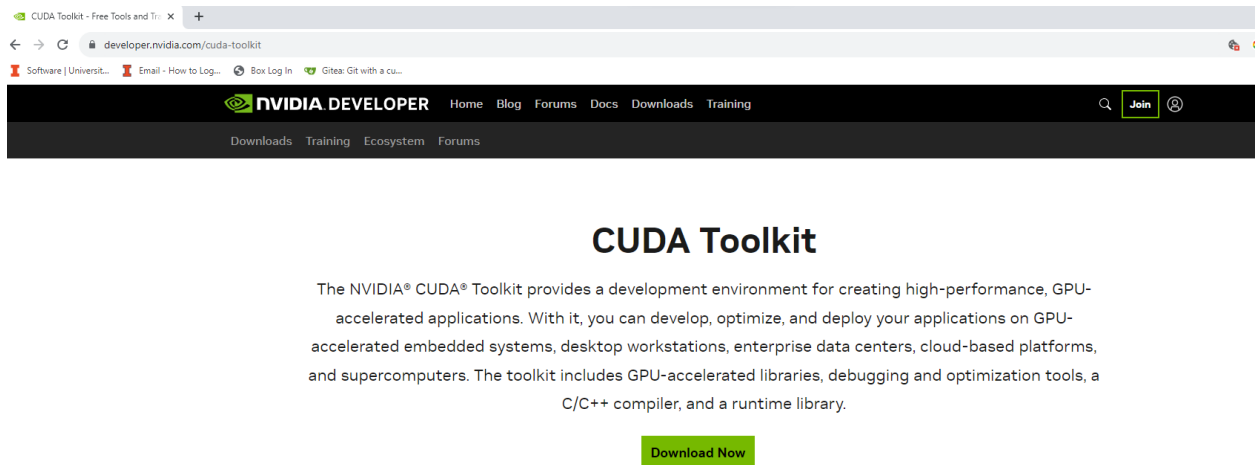 CUDA Toolkit - Free Tools and Tra
developer.nvidia.com/cuda-toolkit
Software | Universit... Email - How to Log... Box Log In Gitea: Git with a cu...
NVIDIA.DEVELOPER Home Blog Forums Docs Downloads Training Join
Downloads Training Ecosystem Forums
CUDA Toolkit
The NVIDIA® CUDA® Toolkit provides a development environment for creating high-performance, GPU-
accelerated applications. With it, you can develop, optimize, and deploy your applications on GPU-
accelerated embedded systems, desktop workstations, enterprise data centers, cloud-based platforms,
and supercomputers. The toolkit includes GPU-accelerated libraries, debugging and optimization tools, a
C/C++ compiler, and a runtime library.
Download Now